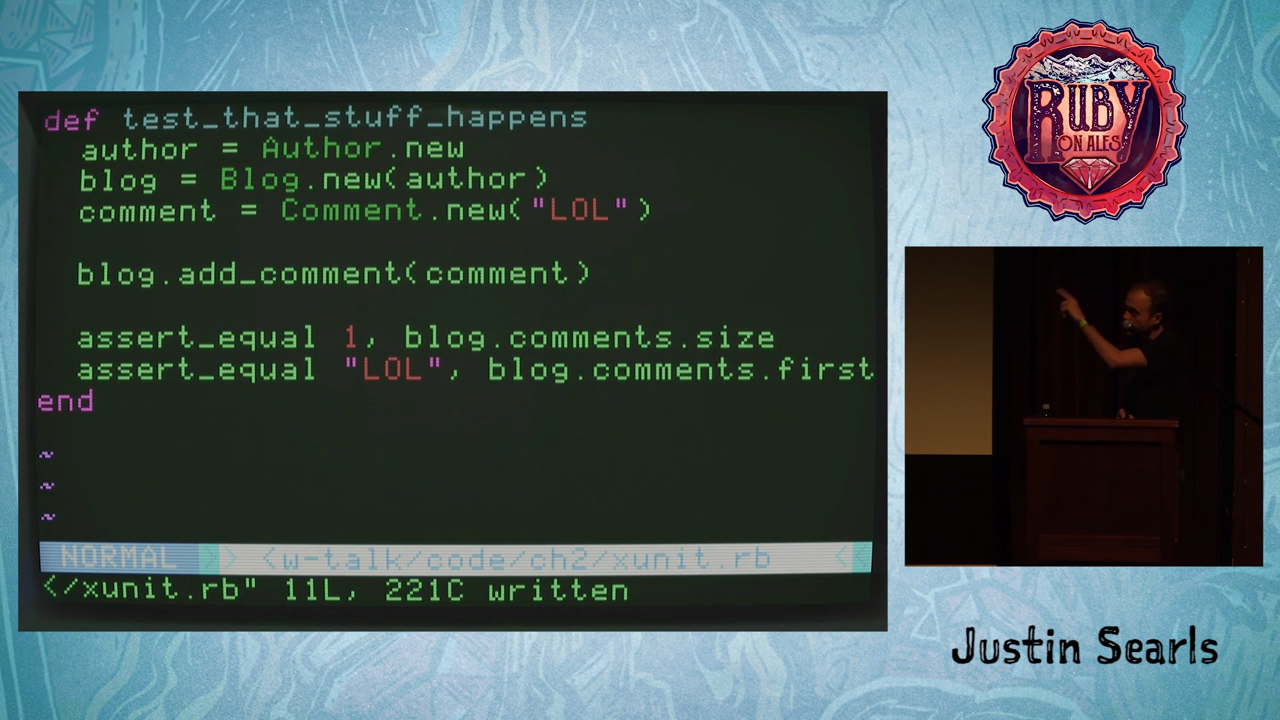 def test_that_stuff_happens
author = Author.new
blog = Blog.new(author)
comment = Comment.new("LOL")
blog.add_comment(comment)
assert_equal 1, blog.comments.size
assert_equal "LOL", blog.comments.first
end
~
~
~
NORMAL > <w-talk/code/ch2/xunit.rb <
</xunit.rb" 11L, 221C written
RUBY
ON ALES
Justin Searls